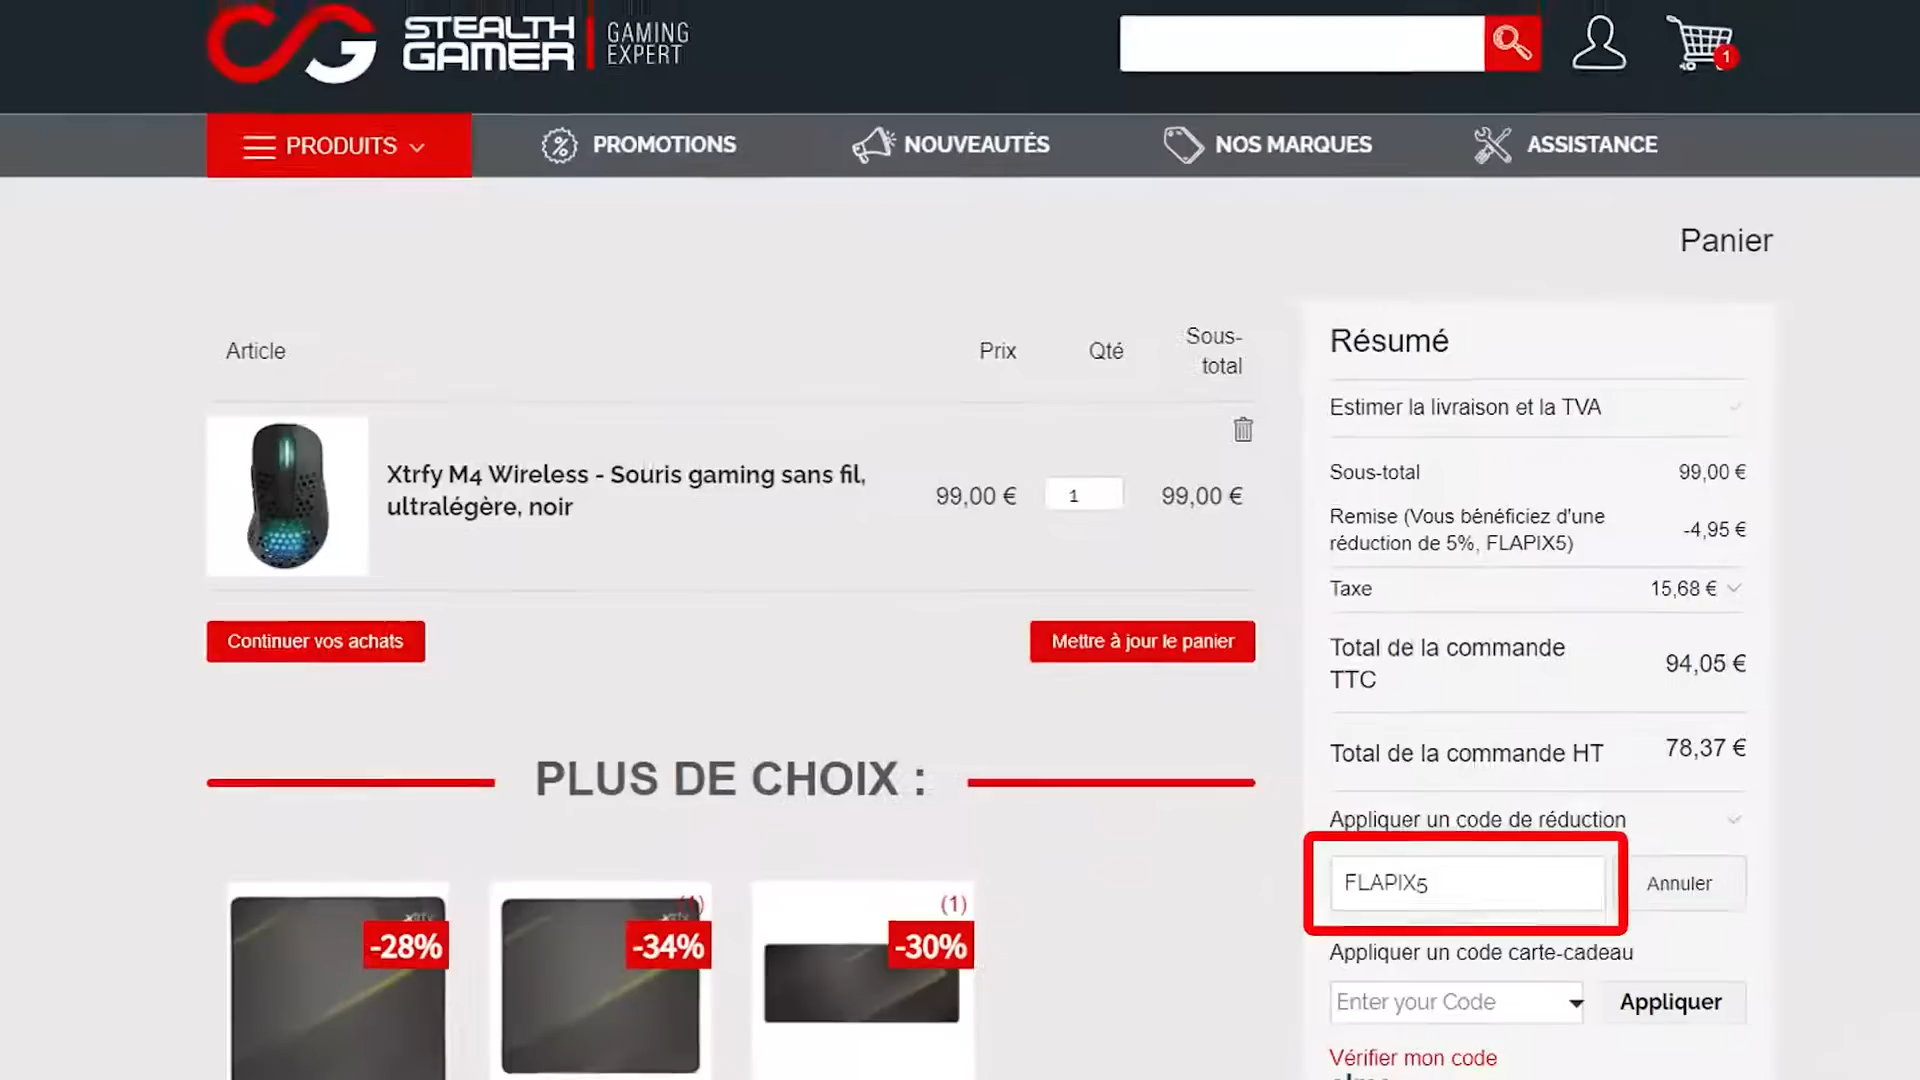 STEALTH
GAMER
GAMING
EXPERT
1
PRODUITS
PROMOTIONS
NOUVEAUTÉS
NOS MARQUES
ASSISTANCE
Panier
Article
Prix
Qté
Sous-
total
Xtrfy M4 Wireless - Souris gaming sans fil,
ultralégère, noir
99,00 €
1
99,00 €
Continuer vos achats
Mettre à jour le panier
PLUS DE CHOIX :
-28%
(1)
-34%
(1)
-30%
Résumé
Estimer la livraison et la TVA
Sous-total
99,00 €
Remise (Vous bénéficiez d'une
réduction de 5%, FLAPIX5)
-4,95 €
Taxe
15,68 €
Total de la commande
TTC
94,05 €
Total de la commande HT
78,37 €
Appliquer un code de réduction
FLAPIX5
Annuler
Appliquer un code carte-cadeau
Enter your Code
Appliquer
Vérifier mon code